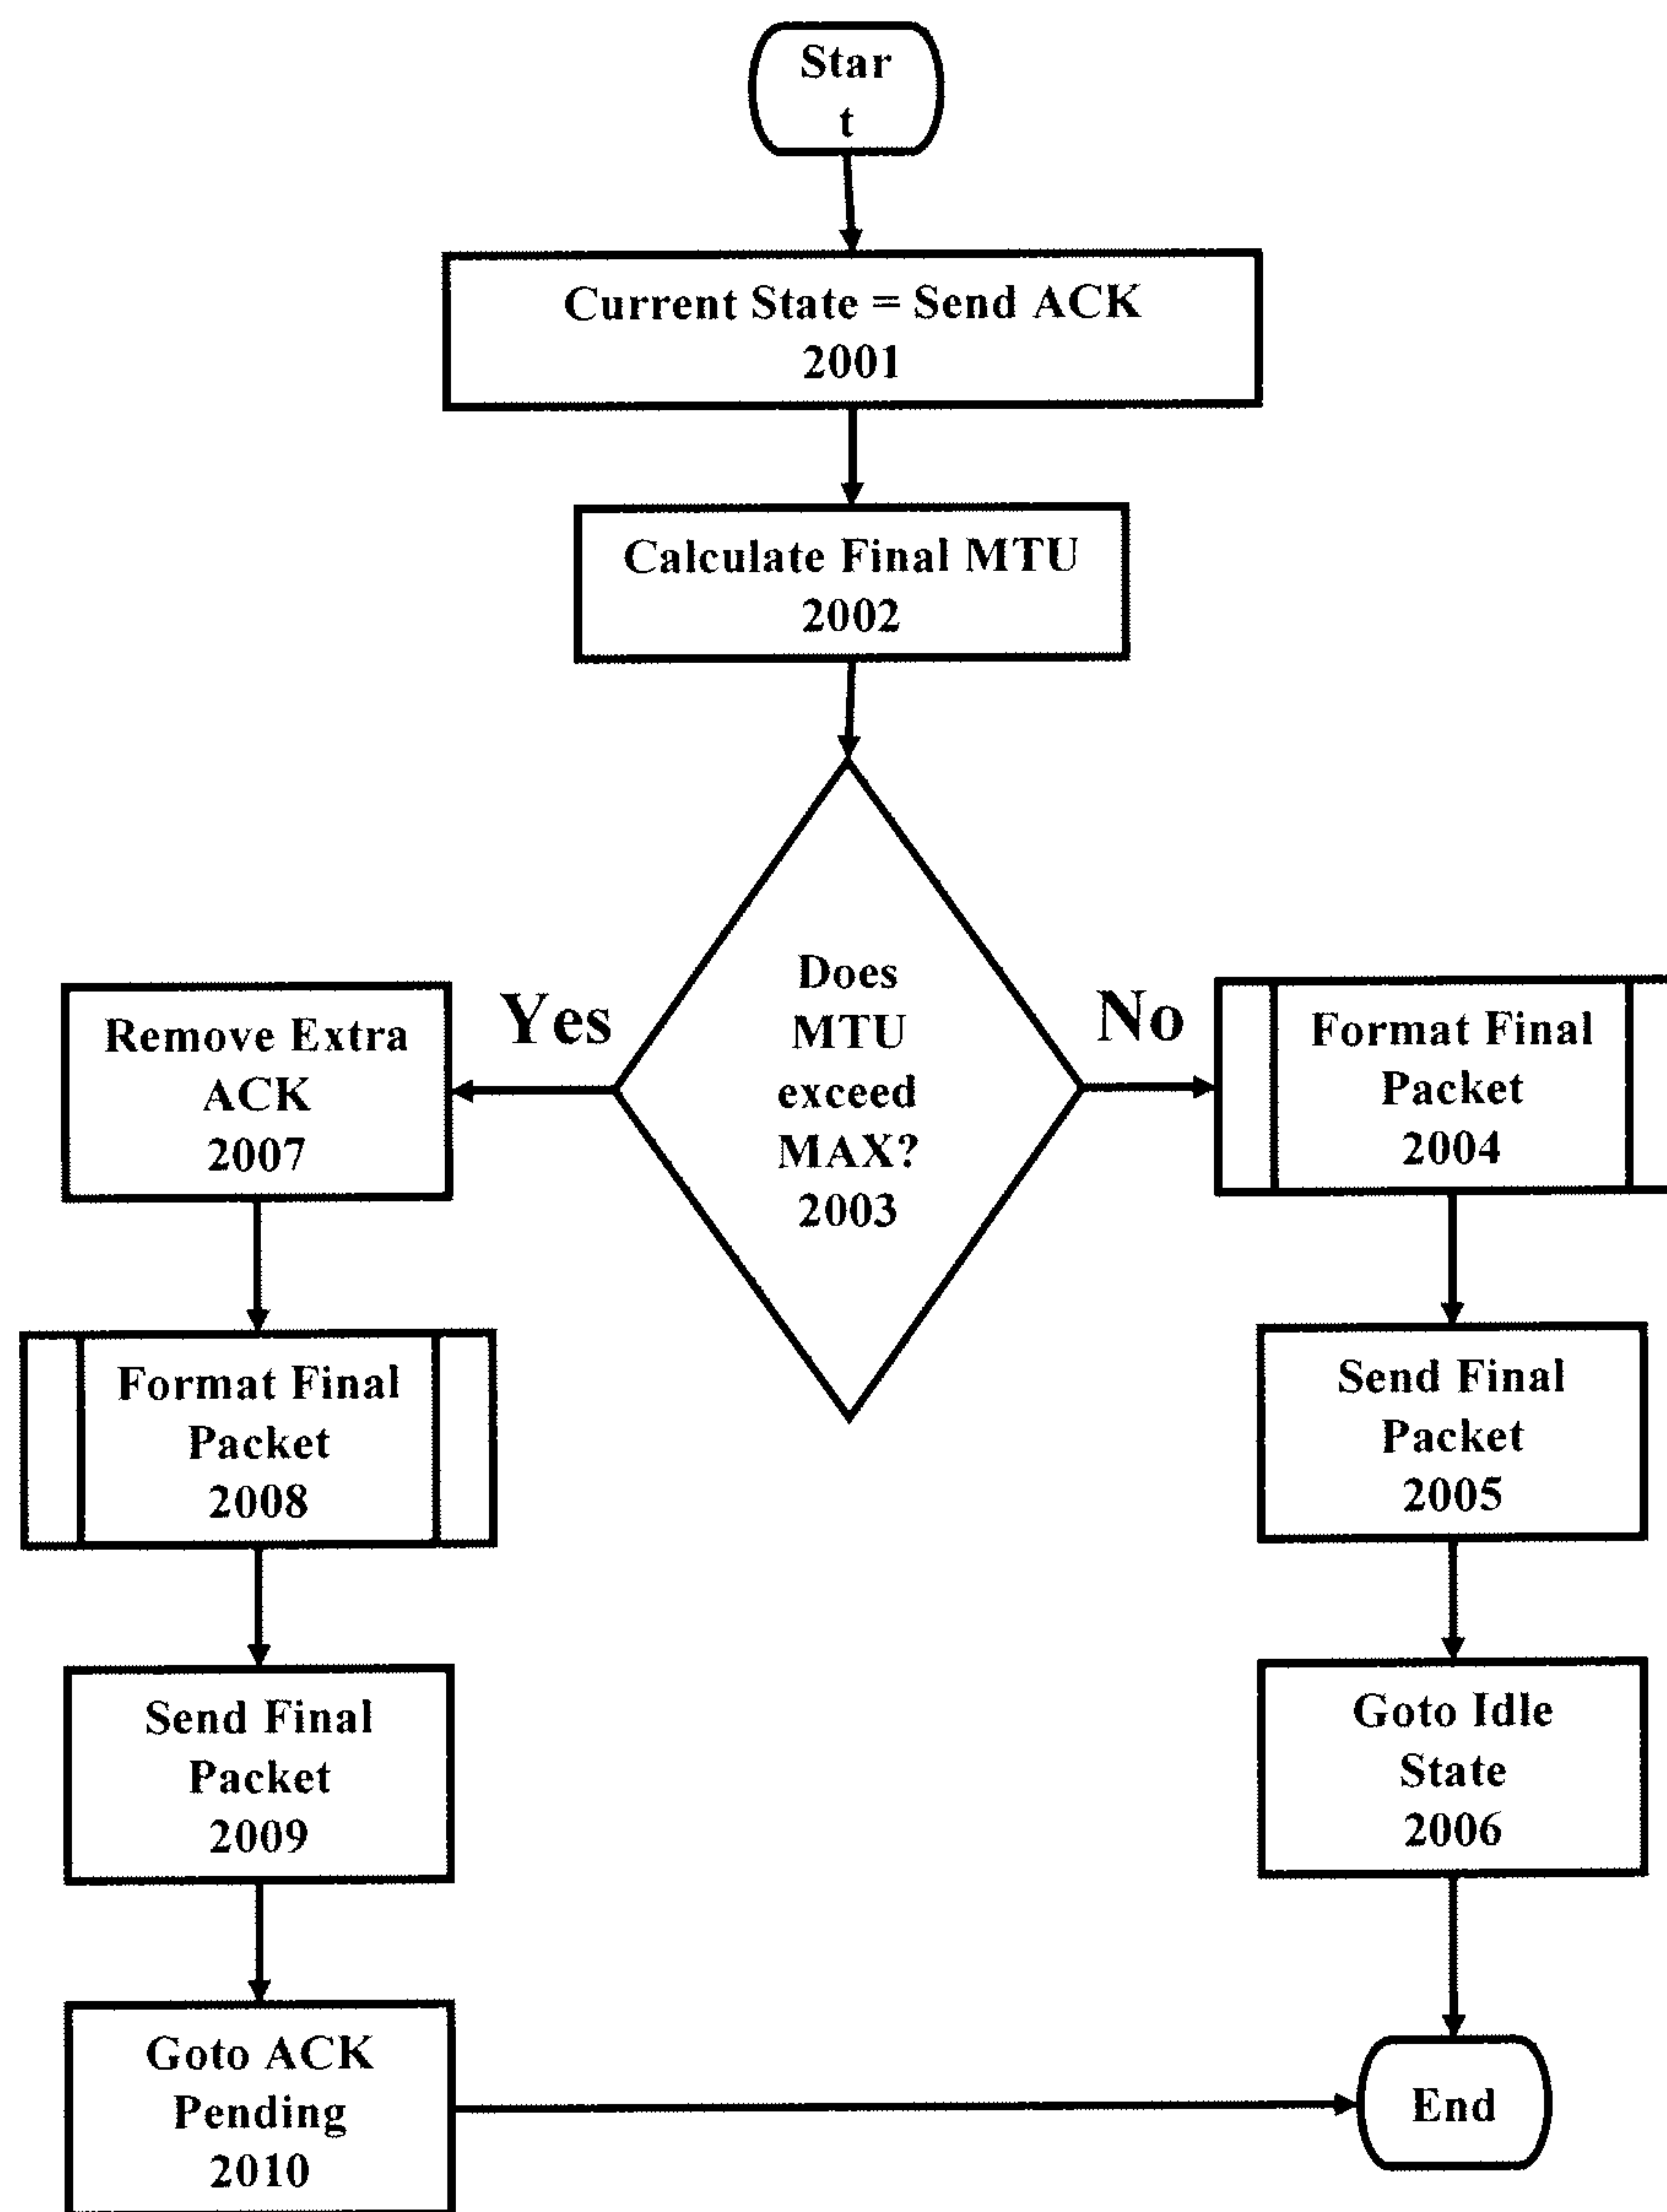 Star
t
Current State = Send ACK
2001
Calculate Final MTU
2002
Does
MTU
exceed
MAX?
2003
Yes
No
Remove Extra
ACK
2007
Format Final
Packet
2004
Format Final
Packet
2008
Send Final
Packet
2005
Send Final
Packet
2009
Goto Idle
State
2006
Goto ACK
Pending
2010
End